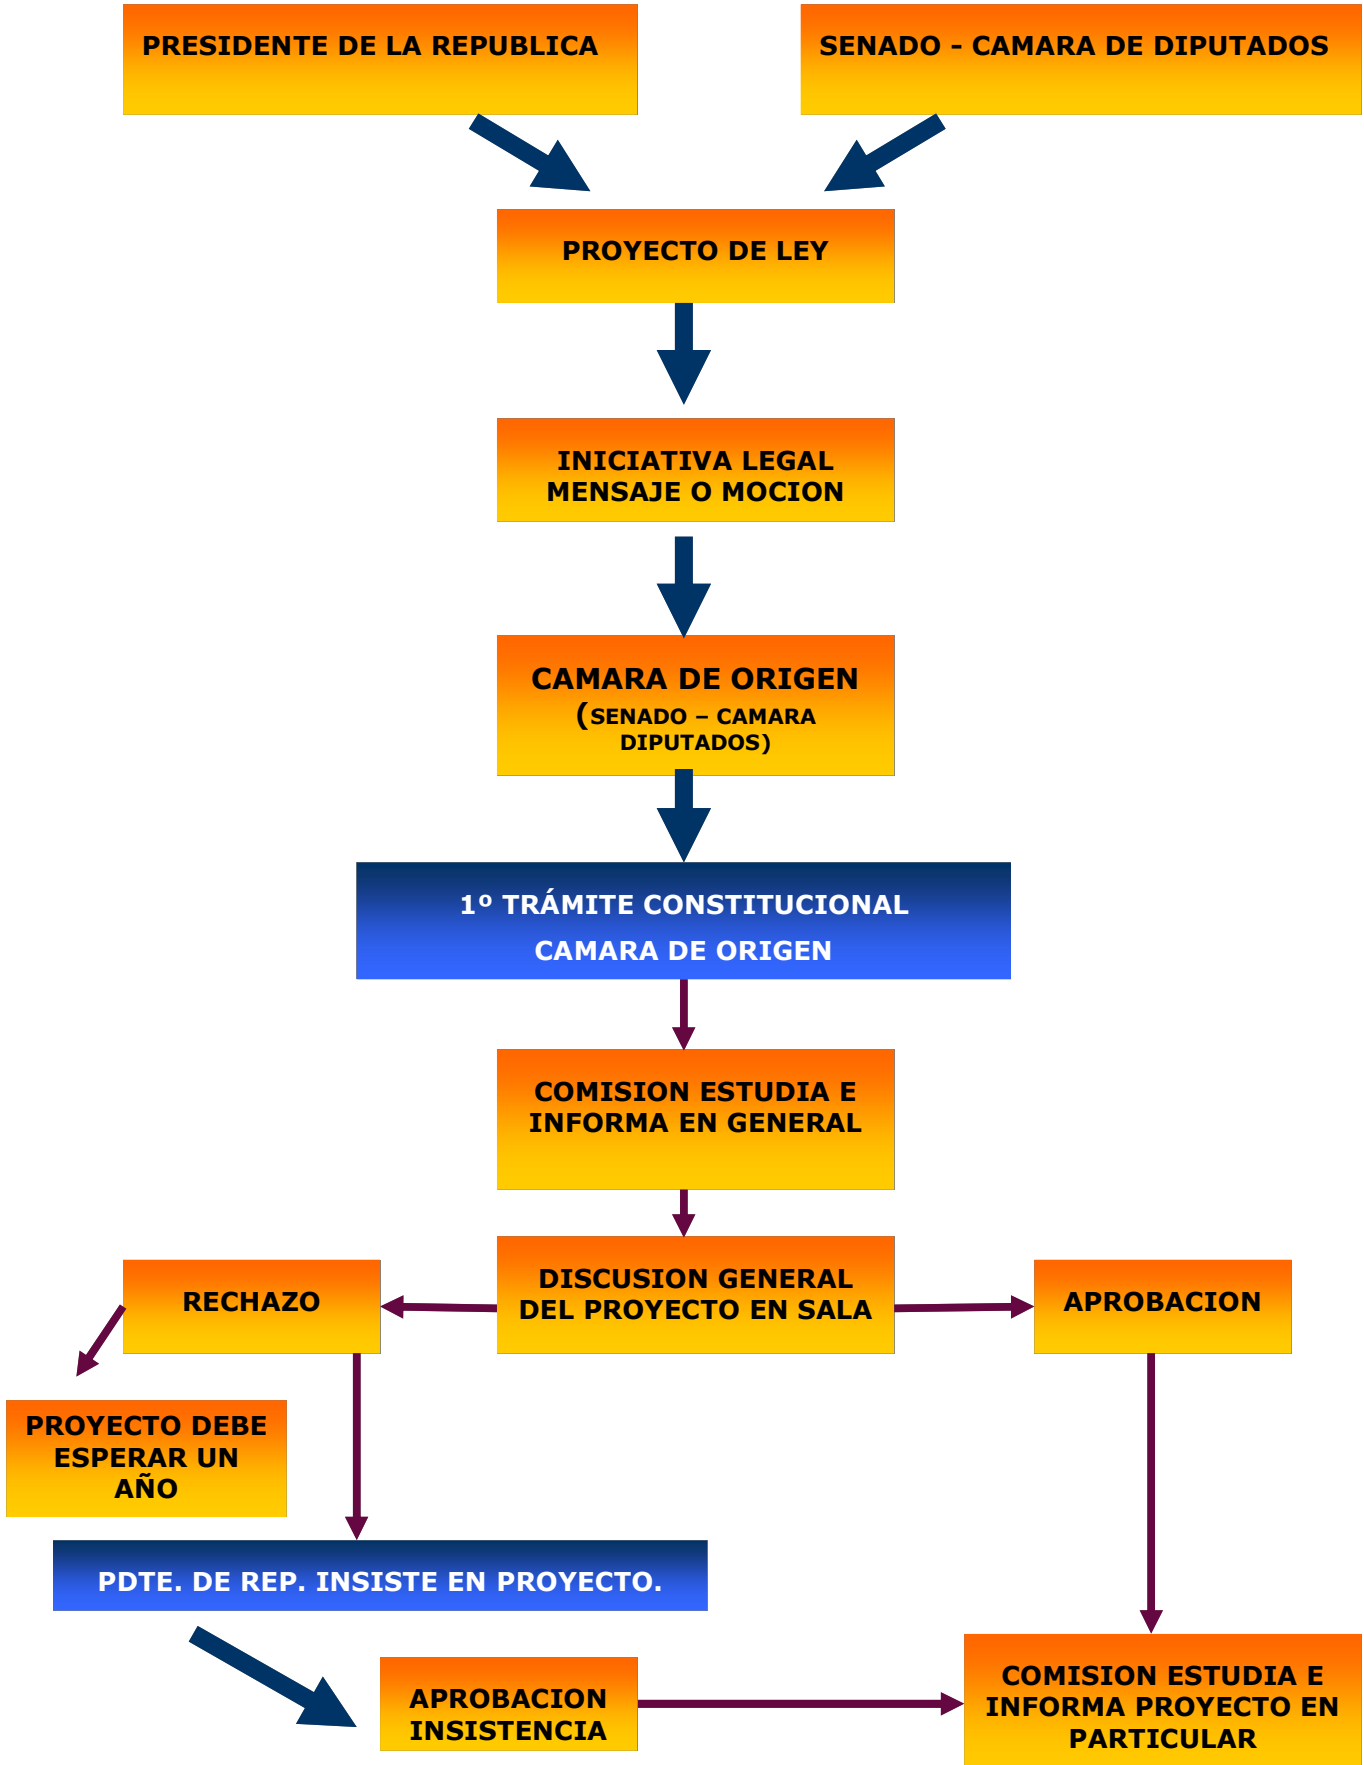 PRESIDENTE DE LA REPUBLICA
SENADO - CAMARA DE DIPUTADOS
PROYECTO DE LEY
INICIATIVA LEGAL
MENSAJE O MOCION
CAMARA DE ORIGEN
(SENADO – CAMARA
DIPUTADOS)
1º TRÁMITE CONSTITUCIONAL
CAMARA DE ORIGEN
COMISION ESTUDIA E
INFORMA EN GENERAL
RECHAZO
DISCUSION GENERAL
DEL PROYECTO EN SALA
APROBACION
PROYECTO DEBE
ESPERAR UN
AÑO
PDTE. DE REP. INSISTE EN PROYECTO.
APROBACION
INSISTENCIA
COMISION ESTUDIA E
INFORMA PROYECTO EN
PARTICULAR